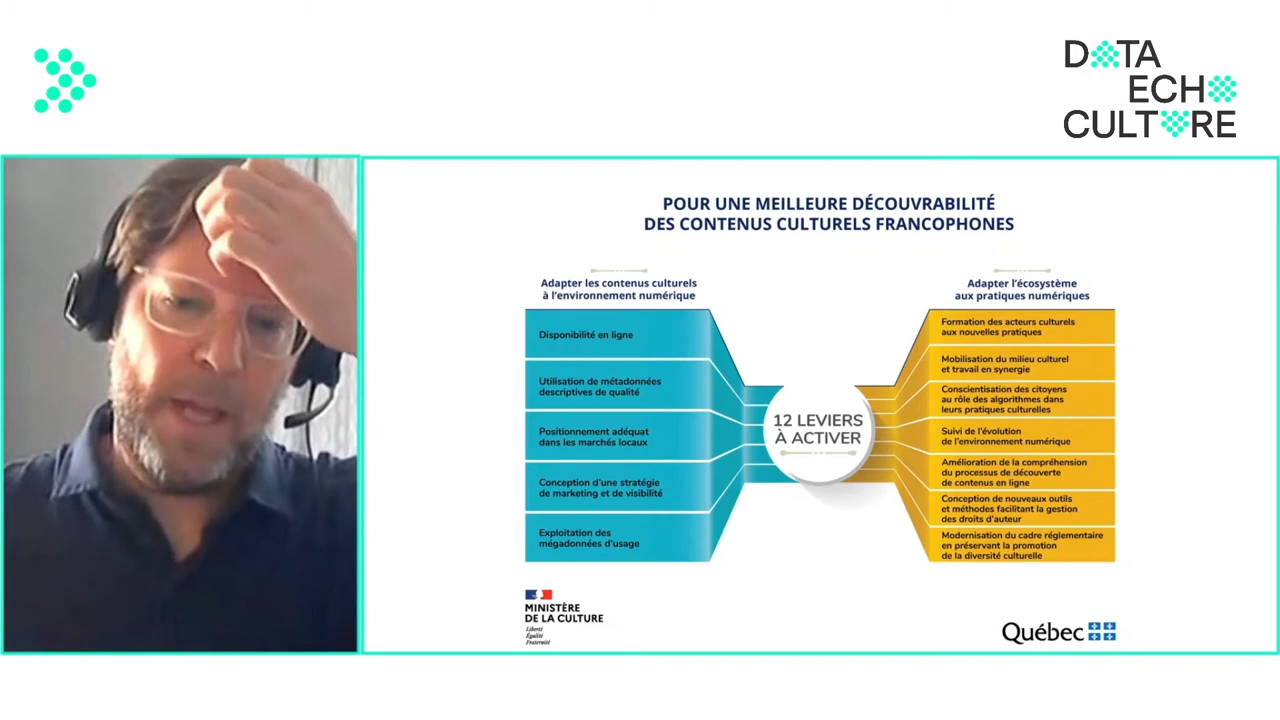 DATA
ECHO
CULTURE
POUR UNE MEILLEURE DÉCOUVRABILITÉ
DES CONTENUS CULTURELS FRANCOPHONES
Adapter les contenus culturels
à l'environnement numérique
Disponibilité en ligne
Utilisation de métadonnées
descriptives de qualité
Positionnement adéquat
dans les marchés locaux
Conception d'une stratégie
de marketing et de visibilité
Exploitation des
mégadonnées d'usage
12 LEVIERS
À ACTIVER
Adapter l'écosystème
aux pratiques numériques
Formation des acteurs culturels
aux nouvelles pratiques
Mobilisation du milieu culturel
et travail en synergie
Conscientisation des citoyens
au rôle des algorithmes dans
leurs pratiques culturelles
Suivi de l'évolution
de l'environnement numérique
Amélioration de la compréhension
du processus de découverte
de contenus en ligne
Conception de nouveaux outils
et méthodes facilitant la gestion
des droits d'auteur
Modernisation du cadre réglementaire
en préservant la promotion
de la diversité culturelle
MINISTÈRE
DE LA CULTURE
Liberté
Égalité
Fraternité
Québec